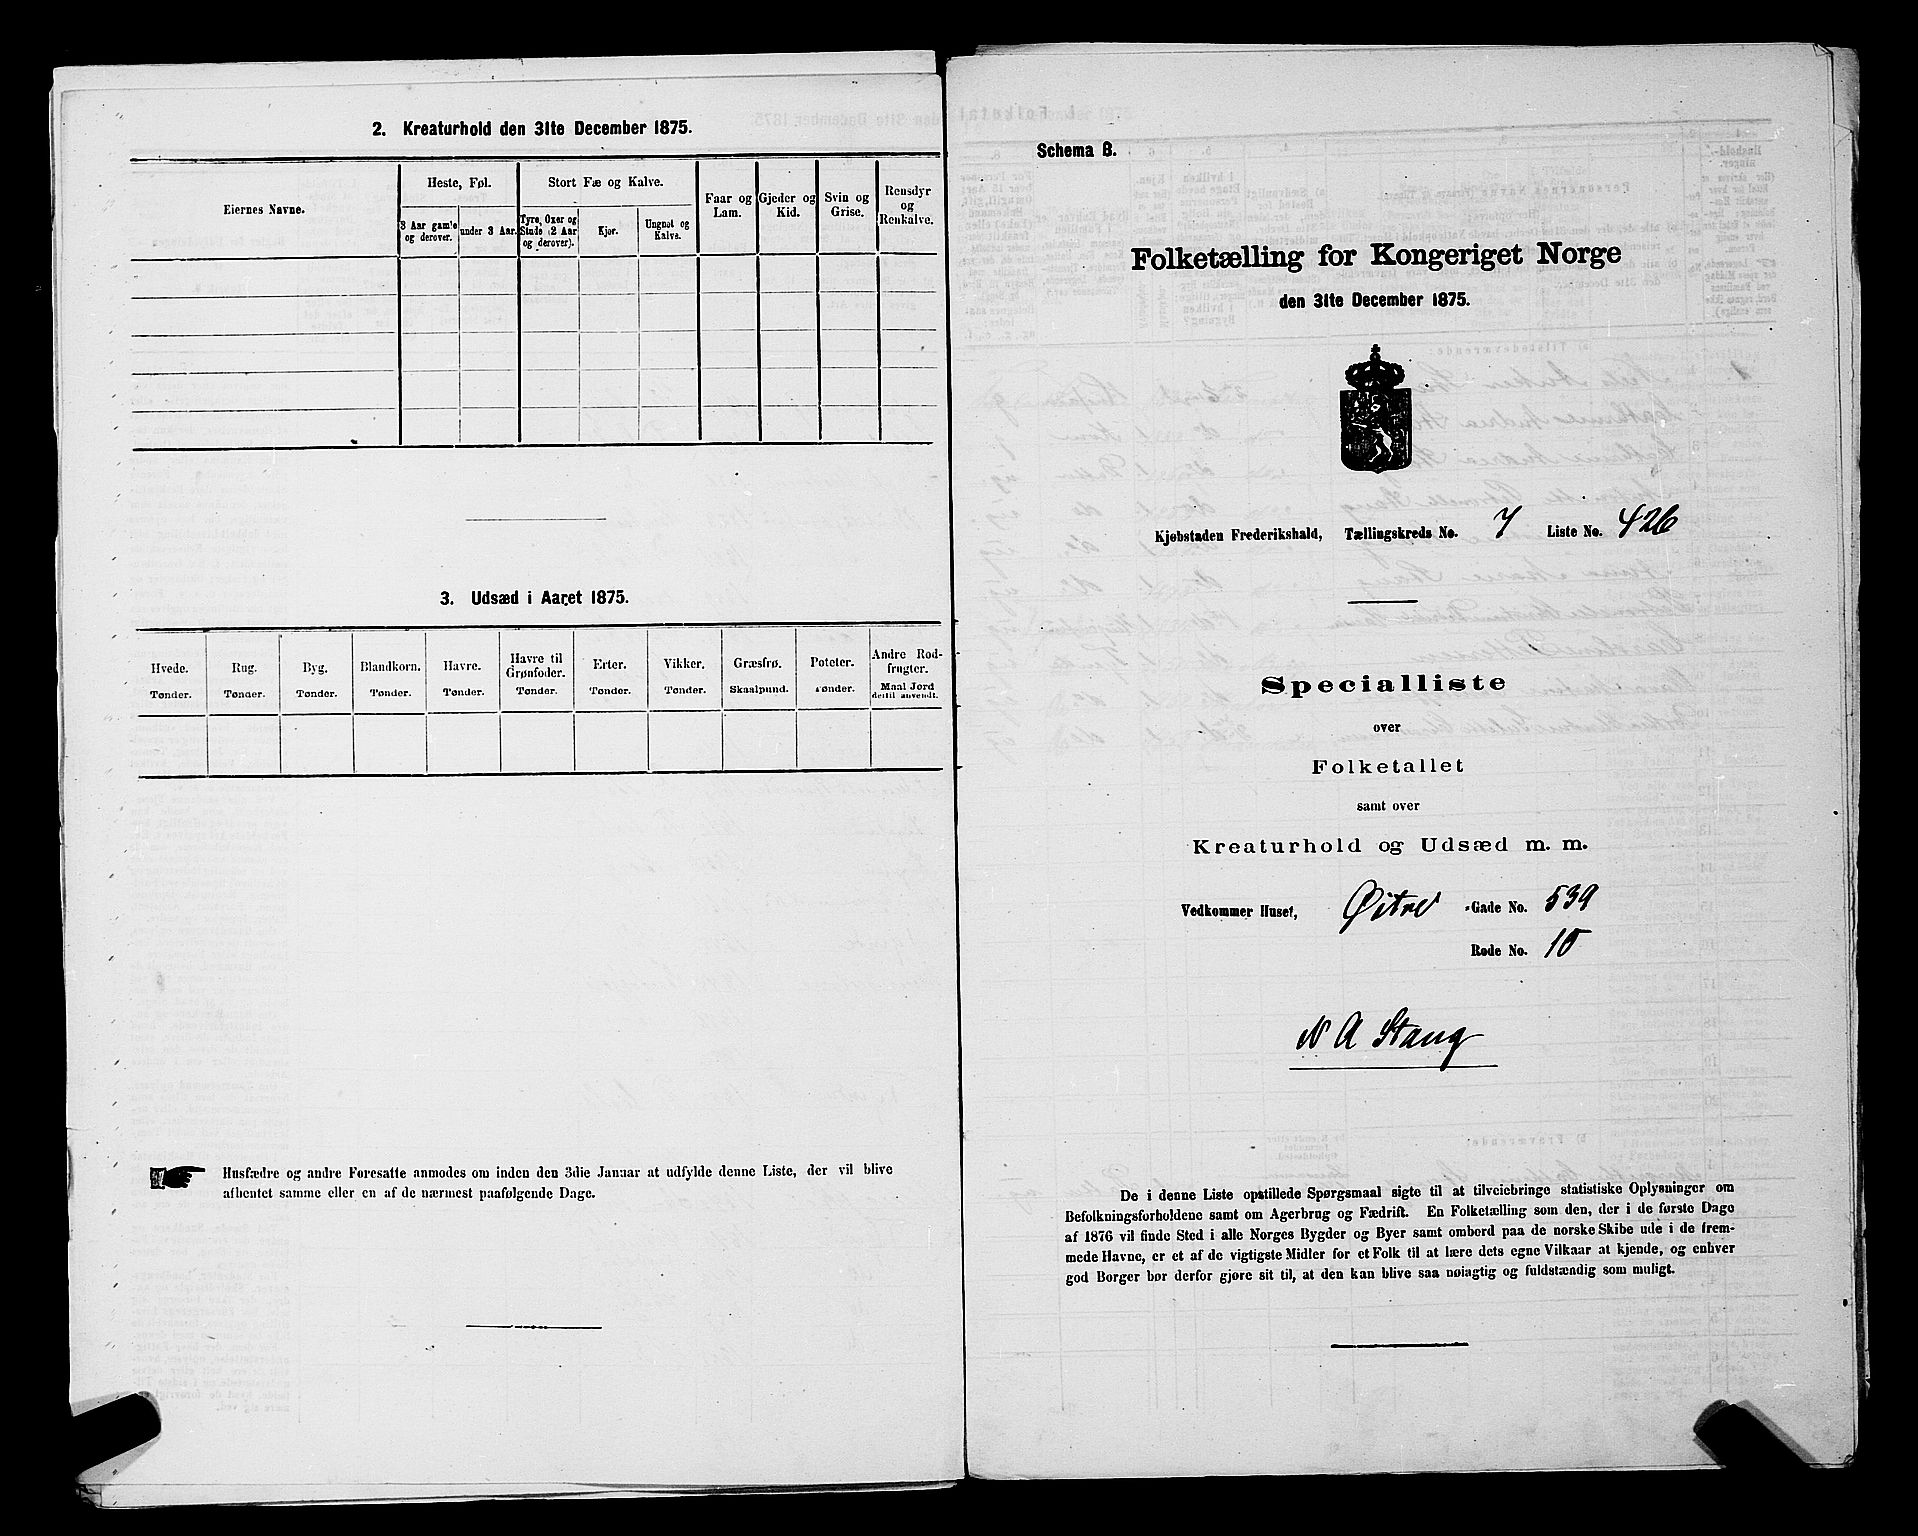 2. Kreaturhold den 31te December 1875.
Eiernes Navne.
Heste, Føl.
Stort Fæ og Kalve.
Faar og Lam.
Gjeder og Kid.
Svin og Grise.
Rensdyr og Renkalve.
3 Aar gamle og derover.
under 3 Aar.
Tyre, Oxer og Stude (2 Aar og derover).
Kjør.
Ungnøt og Kalve.
3. Udsæd i Aaret 1875.
Hvede. Tønder.
Rug. Tønder.
Byg. Tønder.
Blandkorn. Tønder.
Havre. Tønder.
Havre til Grønfoder. Tønder.
Erter. Tønder.
Vikker. Tønder.
Græsfrø. Skaalpund.
Poteter. Tønder.
Andre Rodfrugter. Maal Jord dertil anvendt.
Husfædre og andre Foresatte anmodes om inden den 3die Januar at udfylde denne Liste, der vil blive
afhentet samme eller en af de nærmest paafølgende Dage.
Schema B.
Folketælling for Kongeriget Norge
den 31te December 1875.
Kjøbstaden Frederikshald, Tællingskreds No. 7 Liste No. 426
Specialliste
over
Folketallet
samt over
Kreaturhold og Udsæd m. m.
Vedkommer Huset, Øitne Gade No. 539
Rode No. 10
N A Stang
De i denne Liste opstillede Spørgsmaal sigte til at tilveiebringe statistiske Oplysninger om
Befolkningsforholdene samt om Agerbrug og Fædrift. En Folketælling som den, der i de første Dage
af 1876 vil finde Sted i alle Norges Bygder og Byer samt ombord paa de norske Skibe ude i de frem-
mede Havne, er et af de vigtigste Midler for et Folk til at lære dets egne Vilkaar at kjende, og enhver
god Borger bør derfor gjøre sit til, at den kan blive saa nøiagtig og fuldstændig som muligt.